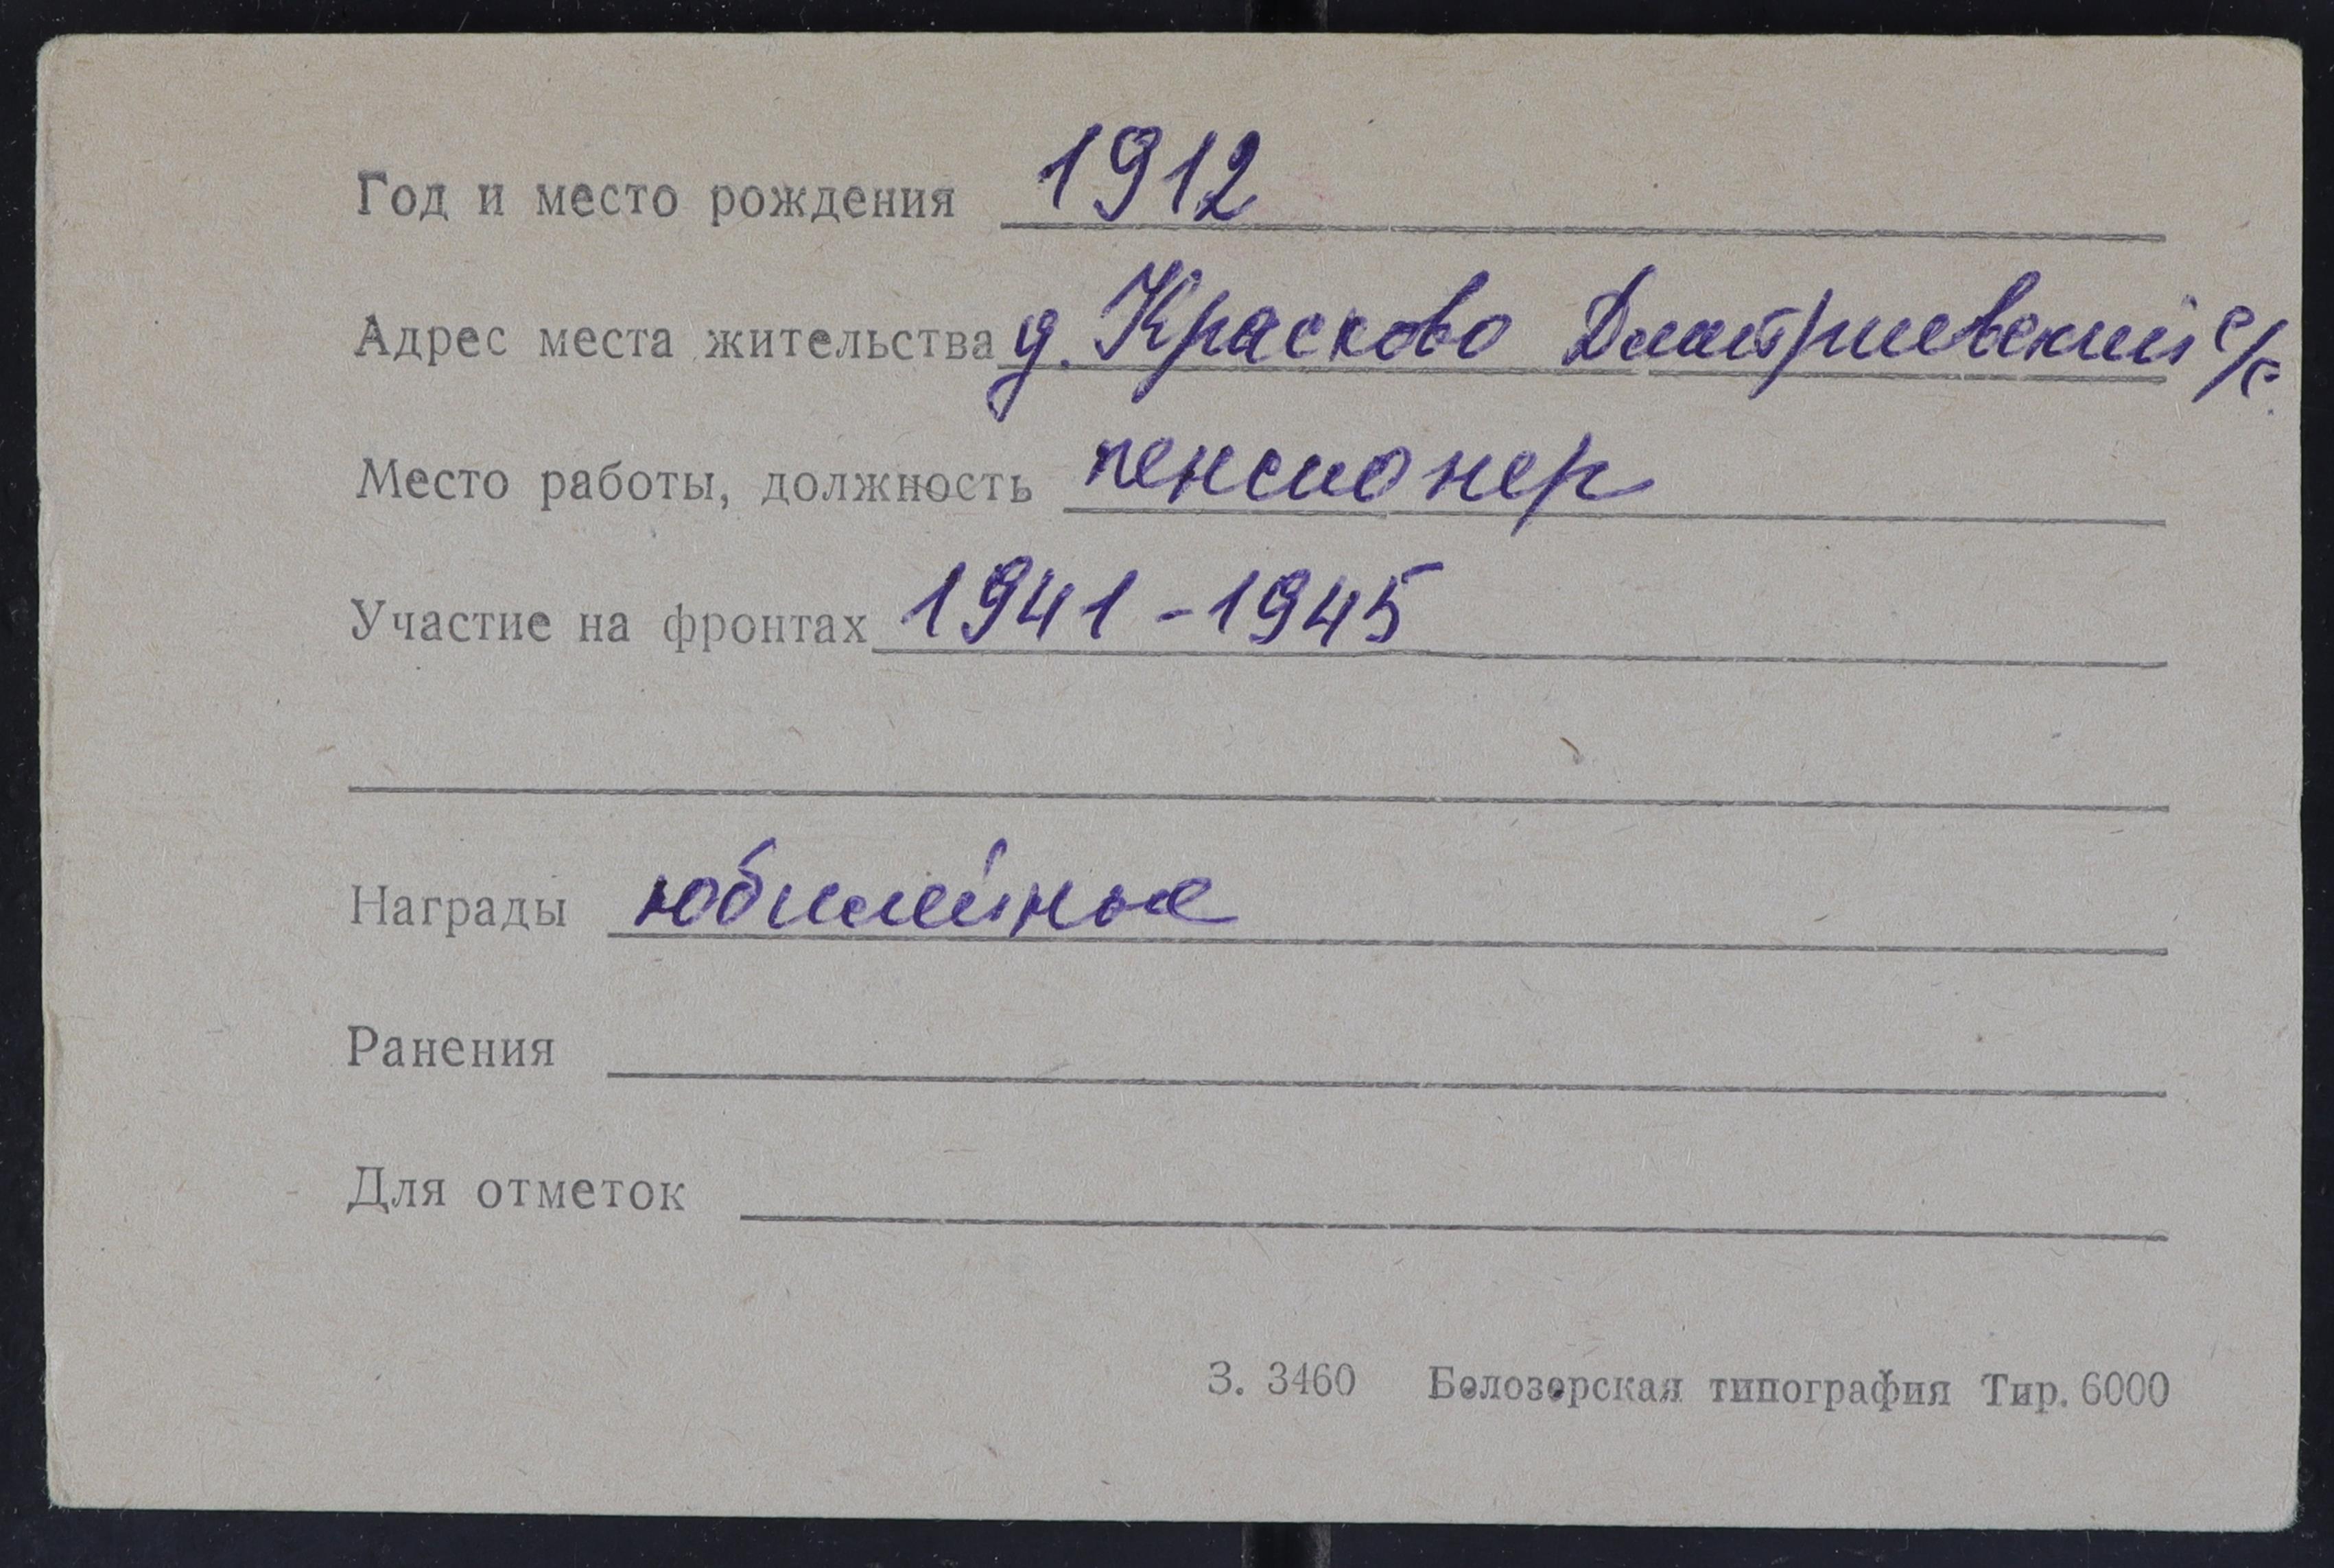 Год и место рождения 1912
Адрес места жительства д. Красково Дмитриевский с/с.
Место работы, должность пенсионер
Участие на фронтах 1941-1945
Награды юбилейные
Ранения
Для отметок
З. 3460 Белозерская типография Тир. 6000